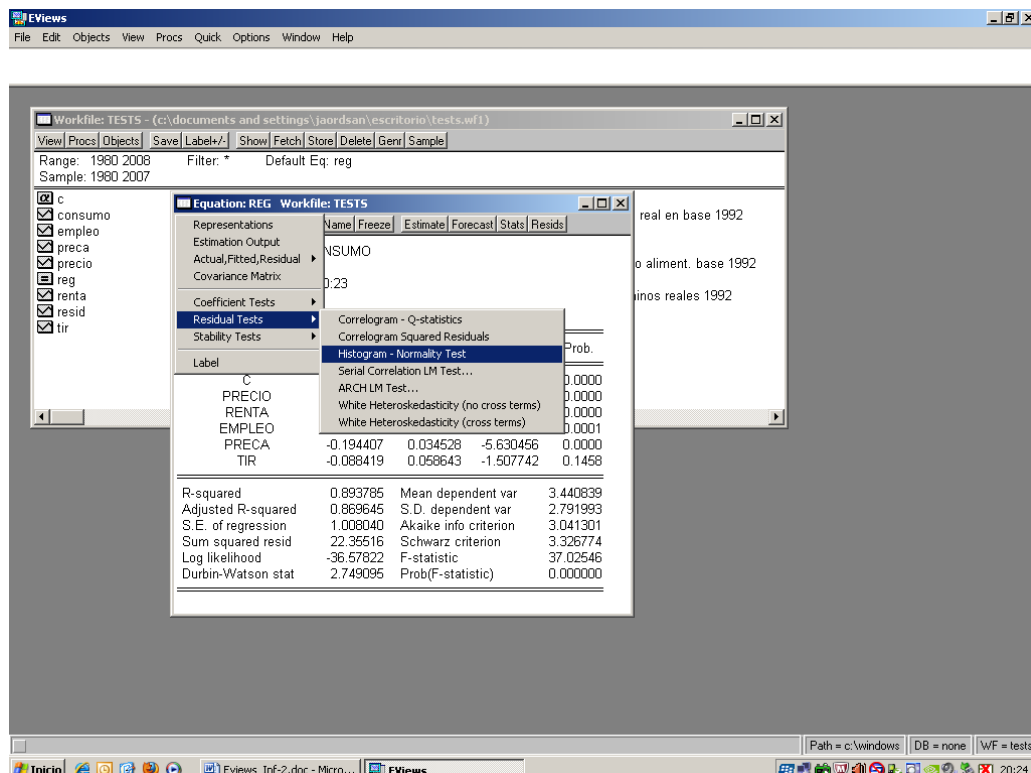 EViews
File Edit Objects View Procs Quick Options Window Help
Workfile: TESTS - (c:\documents and settings\jaordsan\escritorio\tests.wf1)
View Procs Objects Save Label+/- Show Fetch Store Delete Genr Sample
Range: 1980 2008 Filter: * Default Eq: reg
Sample: 1980 2007
c
consumo
empleo
preca
precio
reg
renta
resid
tir
real en base 1992
o aliment. base 1992
inos reales 1992
Equation: REG Workfile: TESTS
Name Freeze Estimate Forecast Stats Resids
Representations
Estimation Output
Actual,Fitted,Residual
Covariance Matrix
Coefficient Tests
Residual Tests
Stability Tests
Label
NSUMO
0:23
Correlogram - Q-statistics
Correlogram Squared Residuals
Histogram - Normality Test
Serial Correlation LM Test...
ARCH LM Test...
White Heteroskedasticity (no cross terms)
White Heteroskedasticity (cross terms)
Prob.
C 0.0000
PRECIO 0.0000
RENTA 0.0000
EMPLEO 0.0001
PRECA -0.194407 0.034528 -5.630456 0.0000
TIR -0.088419 0.058643 -1.507742 0.1458
R-squared 0.893785 Mean dependent var 3.440839
Adjusted R-squared 0.869645 S.D. dependent var 2.791993
S.E. of regression 1.008040 Akaike info criterion 3.041301
Sum squared resid 22.35516 Schwarz criterion 3.326774
Log likelihood -36.57822 F-statistic 37.02546
Durbin-Watson stat 2.749095 Prob(F-statistic) 0.000000
Path = c:\windows DB = none WF = tests
Inicio Eviews_Inf-2.doc - Micro... EViews 20:24